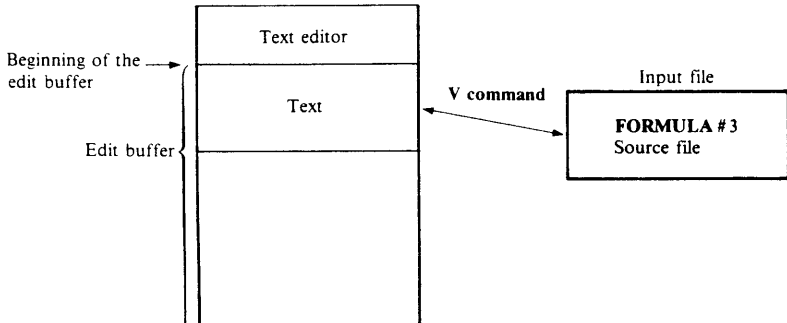 Text editor
Beginning of the
edit buffer
Input file
V command
Text
FORMULA # 3
Source file
Edit buffer